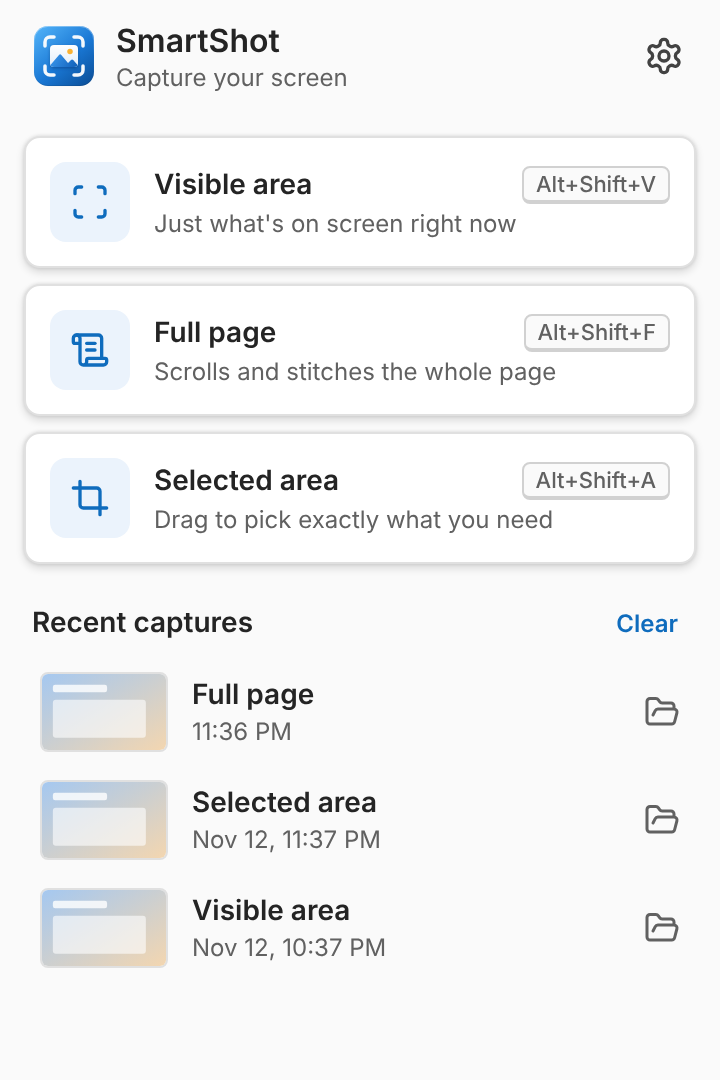 SmartShot
Capture your screen
Visible area
Alt+Shift+V
Just what's on screen right now
Full page
Alt+Shift+F
Scrolls and stitches the whole page
Selected area
Alt+Shift+A
Drag to pick exactly what you need
Recent captures
Clear
Full page
11:36 PM
Selected area
Nov 12, 11:37 PM
Visible area
Nov 12, 10:37 PM